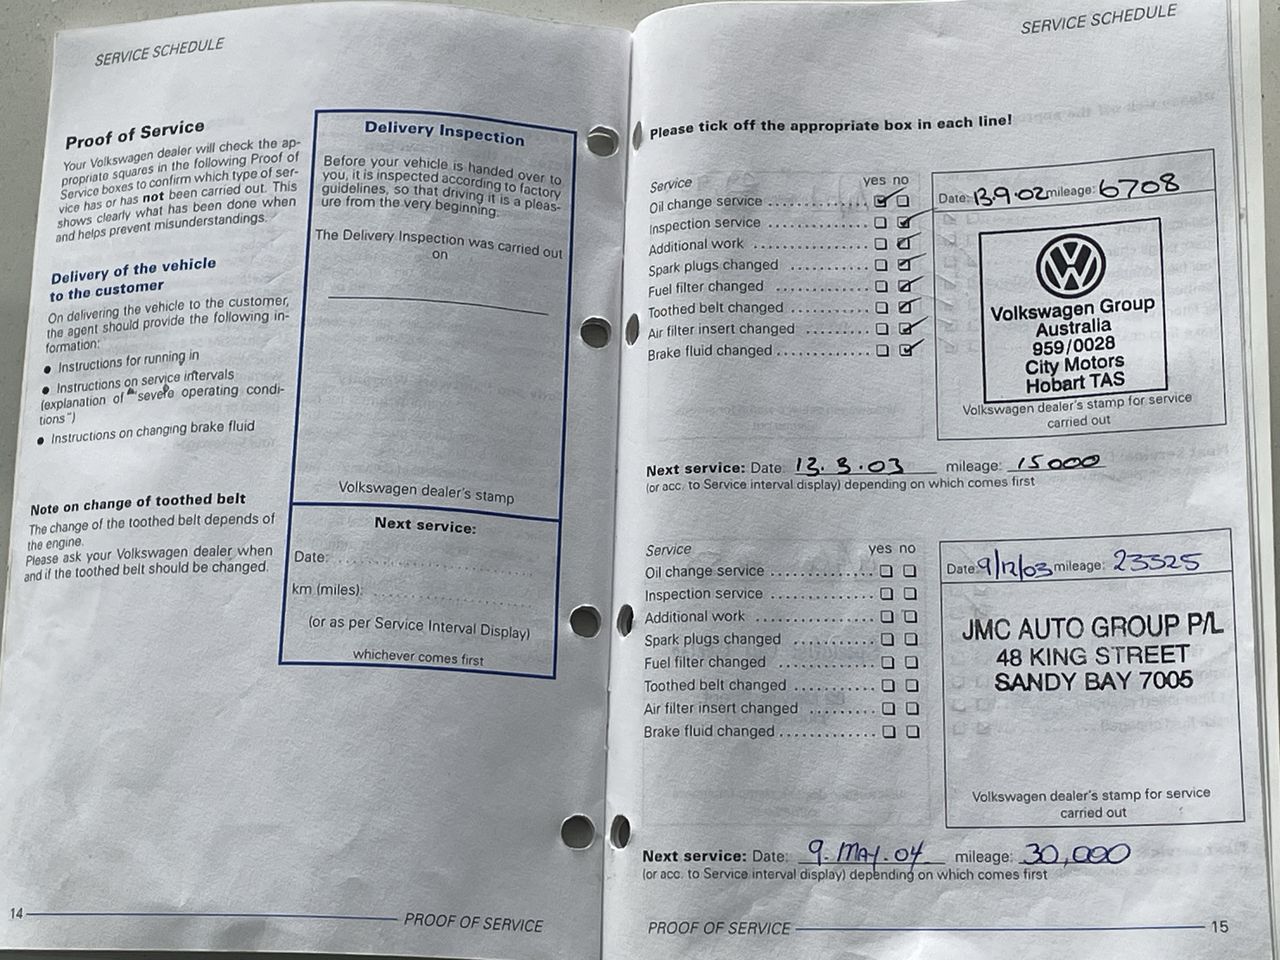 SERVICE SCHEDULE
Proof of Service
Your Volkswagen dealer will check the ap-
propriate squares in the following Proof of
Service boxes to confirm which type of ser-
vice has or has not been carried out. This
shows clearly what has been done when
and helps prevent misunderstandings.
Delivery of the vehicle
to the customer
On delivering the vehicle to the customer,
the agent should provide the following in-
formation:
● Instructions for running in
● Instructions on service intervals
(explanation of "severe operating condi-
tions")
● Instructions on changing brake fluid
Note on change of toothed belt
The change of the toothed belt depends of
the engine.
Please ask your Volkswagen dealer when
and if the toothed belt should be changed.
Delivery Inspection
Before your vehicle is handed over to
you, it is inspected according to factory
guidelines, so that driving it is a pleas-
ure from the very beginning.
The Delivery Inspection was carried out
on
Volkswagen dealer's stamp
Next service:
Date:
km (miles):
(or as per Service Interval Display)
whichever comes first
14
PROOF OF SERVICE
SERVICE SCHEDULE
Please tick off the appropriate box in each line!
Service yes no
Oil change service
Inspection service
Additional work
Spark plugs changed
Fuel filter changed
Toothed belt changed
Air filter insert changed
Brake fluid changed
Date: 13.9.02 mileage: 6708
Volkswagen Group
Australia
959/0028
City Motors
Hobart TAS
Volkswagen dealer's stamp for service
carried out
Next service: Date: 13.3.03 mileage: 15000
(or acc. to Service interval display) depending on which comes first
Service yes no
Oil change service
Inspection service
Additional work
Spark plugs changed
Fuel filter changed
Toothed belt changed
Air filter insert changed
Brake fluid changed
Date: 9/12/03 mileage: 23525
JMC AUTO GROUP P/L
48 KING STREET
SANDY BAY 7005
Volkswagen dealer's stamp for service
carried out
Next service: Date: 9.MAY.04 mileage: 30,000
(or acc. to Service interval display) depending on which comes first
PROOF OF SERVICE
15